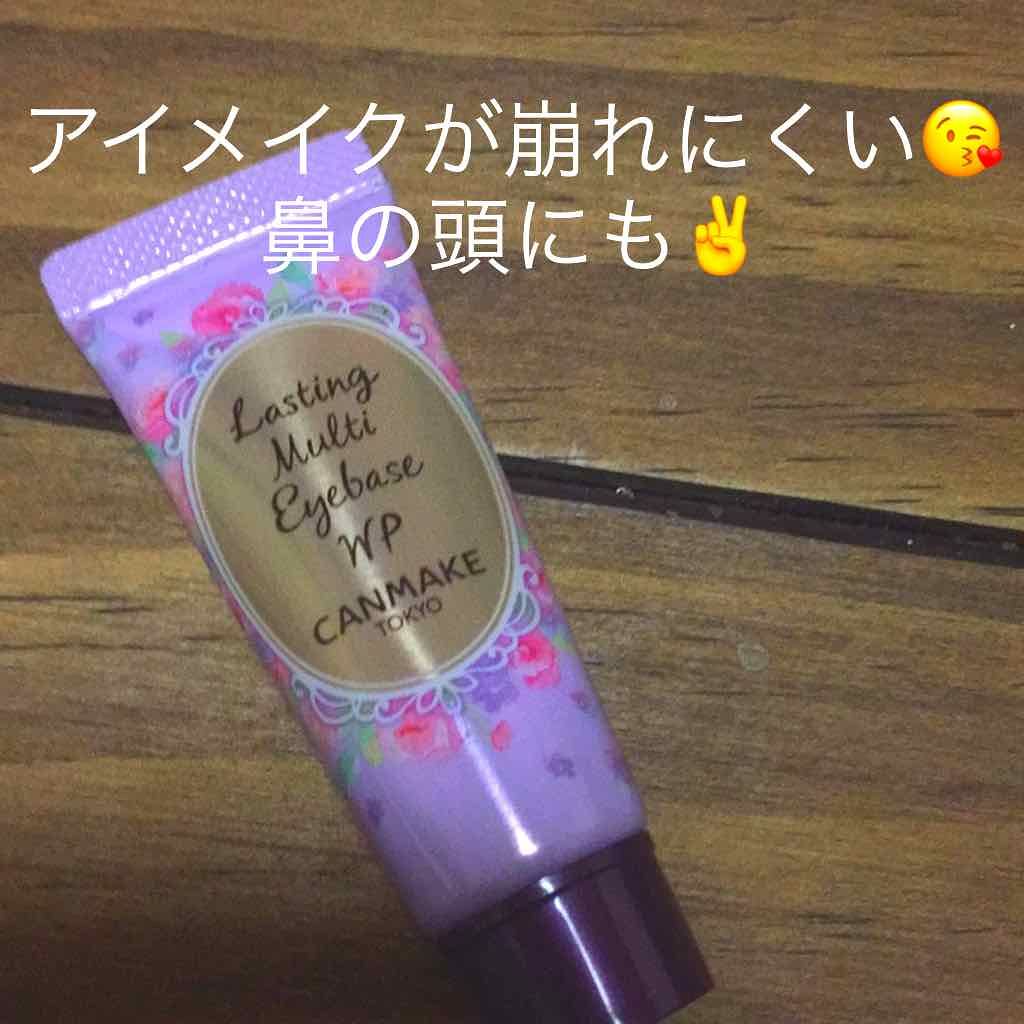 アイメイクが崩れにくい😘
鼻の頭にも✌️
Lasting
Multi
Eyebase
WP
CANMAKE
TOKYO